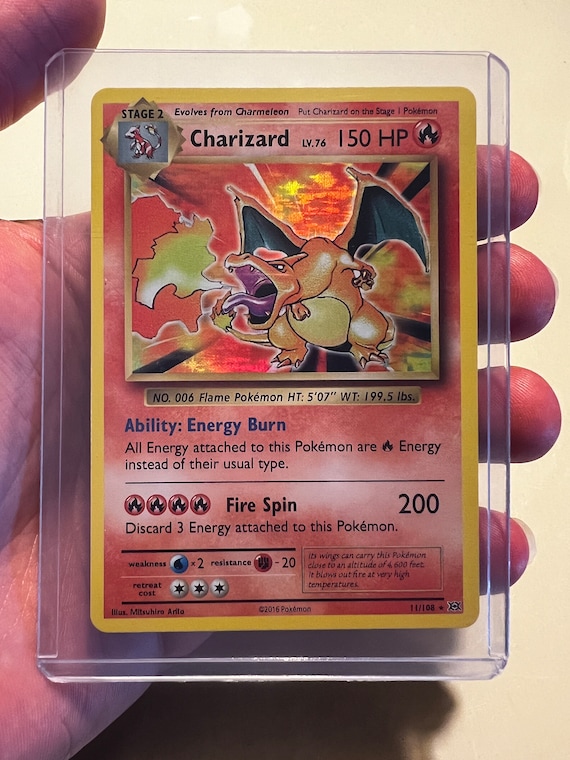 STAGE 2 Evolves from Charmeleon Put Charizard on the Stage 1 Pokémon
Charizard LV.76 150 HP
NO. 006 Flame Pokémon HT: 5'07" WT: 199.5 lbs.
Ability: Energy Burn
All Energy attached to this Pokémon are Energy
instead of their usual type.
Fire Spin 200
Discard 3 Energy attached to this Pokémon.
weakness ×2 resistance -20
retreat
cost
Its wings can carry this Pokémon
close to an altitude of 4,600 feet.
It blows out fire at very high
temperatures.
Illus. Mitsuhiro Arita ©2016 Pokémon 11/108 ★